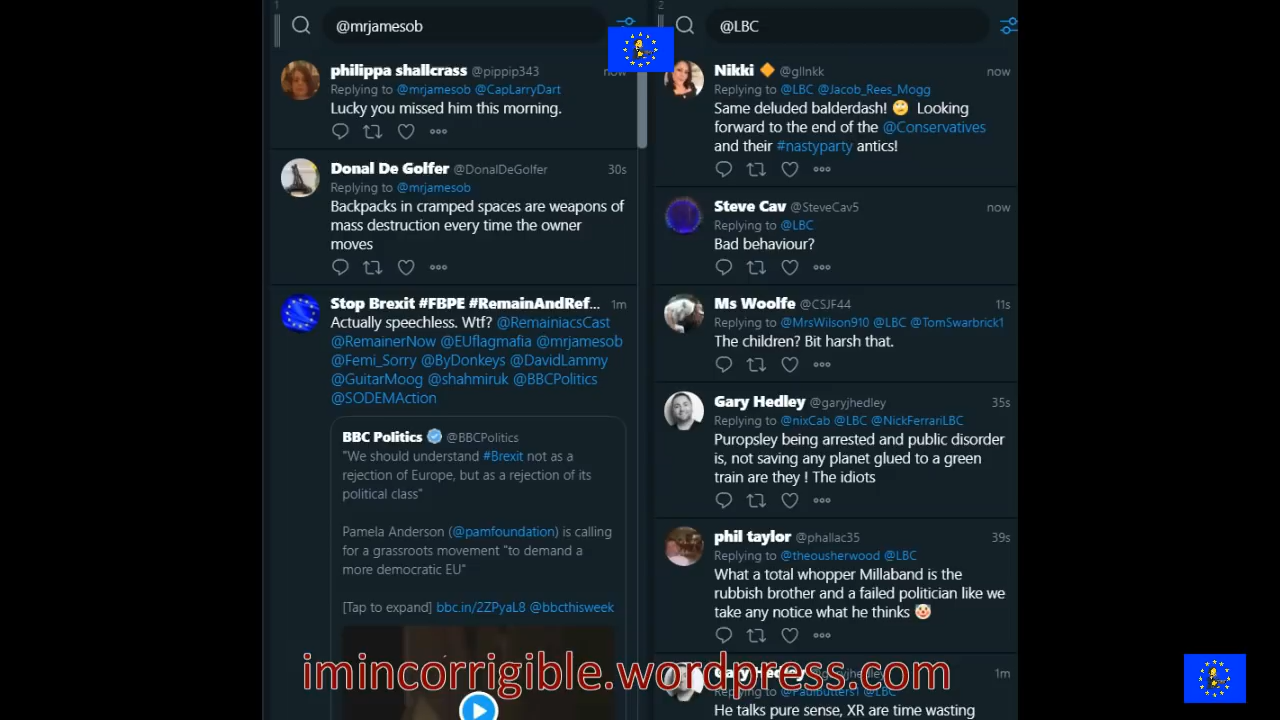 1
@mrjamesob
philippa shallcrass @pippip343 now
Replying to @mrjamesob @CapLarryDart
Lucky you missed him this morning.
Donal De Golfer @DonalDeGolfer 30s
Replying to @mrjamesob
Backpacks in cramped spaces are weapons of
mass destruction every time the owner
moves
Stop Brexit #FBPE #RemainAndRef... 1m
Actually speechless. Wtf? @RemainiacsCast
@RemainerNow @EUflagmafia @mrjamesob
@Femi_Sorry @ByDonkeys @DavidLammy
@GuitarMoog @shahmiruk @BBCPolitics
@SODEMAction
BBC Politics @BBCPolitics
"We should understand #Brexit not as a
rejection of Europe, but as a rejection of its
political class"
Pamela Anderson (@pamfoundation) is calling
for a grassroots movement "to demand a
more democratic EU"
[Tap to expand] bbc.in/2ZPyaL8 @bbcthisweek
2
@LBC
Nikki @gllnkk now
Replying to @LBC @Jacob_Rees_Mogg
Same deluded balderdash! 🙄 Looking
forward to the end of the @Conservatives
and their #nastyparty antics!
Steve Cav @SteveCav5 now
Replying to @LBC
Bad behaviour?
Ms Woolfe @CSJF44 11s
Replying to @MrsWilson910 @LBC @TomSwarbrick1
The children? Bit harsh that.
Gary Hedley @garyjhedley 35s
Replying to @nixCab @LBC @NickFerrariLBC
Puropsley being arrested and public disorder
is, not saving any planet glued to a green
train are they ! The idiots
phil taylor @phallac35 39s
Replying to @theousherwood @LBC
What a total whopper Millaband is the
rubbish brother and a failed politician like we
take any notice what he thinks 🤡
Gary Hedley @garyjhedley 1m
Replying to @PaulButters1 @LBC
He talks pure sense, XR are time wasting
imincorrigible.wordpress.com